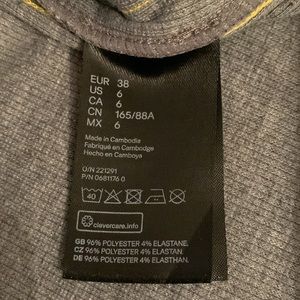 EUR 38
US 6
CA 6
CN 165/88A
MX 6
Made in Cambodia
Fabriqué en Cambodge
Hecho en Camboya
O/N 221291
P/N 0681176 0
40
clevercare.info
GB 96% POLYESTER 4% ELASTANE.
CZ 96% POLYESTER 4% ELASTAN.
DE 96% POLYESTER 4% ELASTHAN.